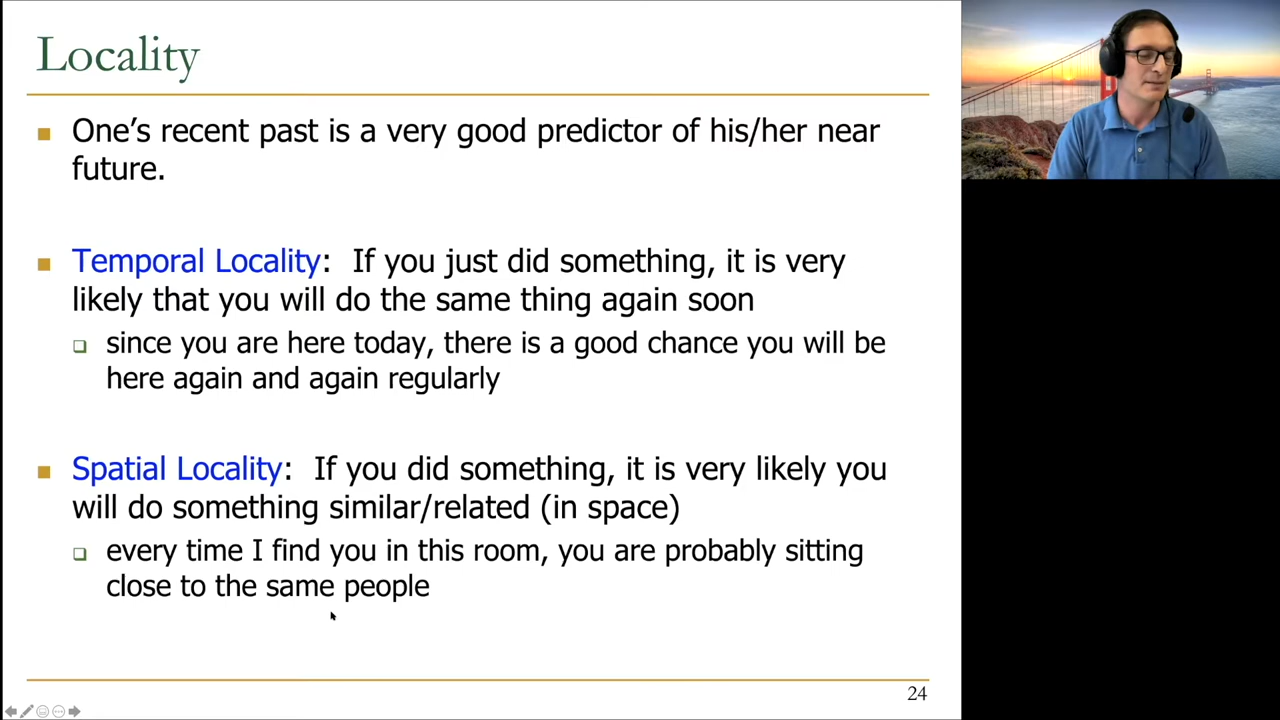 Locality
One’s recent past is a very good predictor of his/her near
future.
Temporal Locality: If you just did something, it is very
likely that you will do the same thing again soon
since you are here today, there is a good chance you will be
here again and again regularly
Spatial Locality: If you did something, it is very likely you
will do something similar/related (in space)
every time I find you in this room, you are probably sitting
close to the same people
24